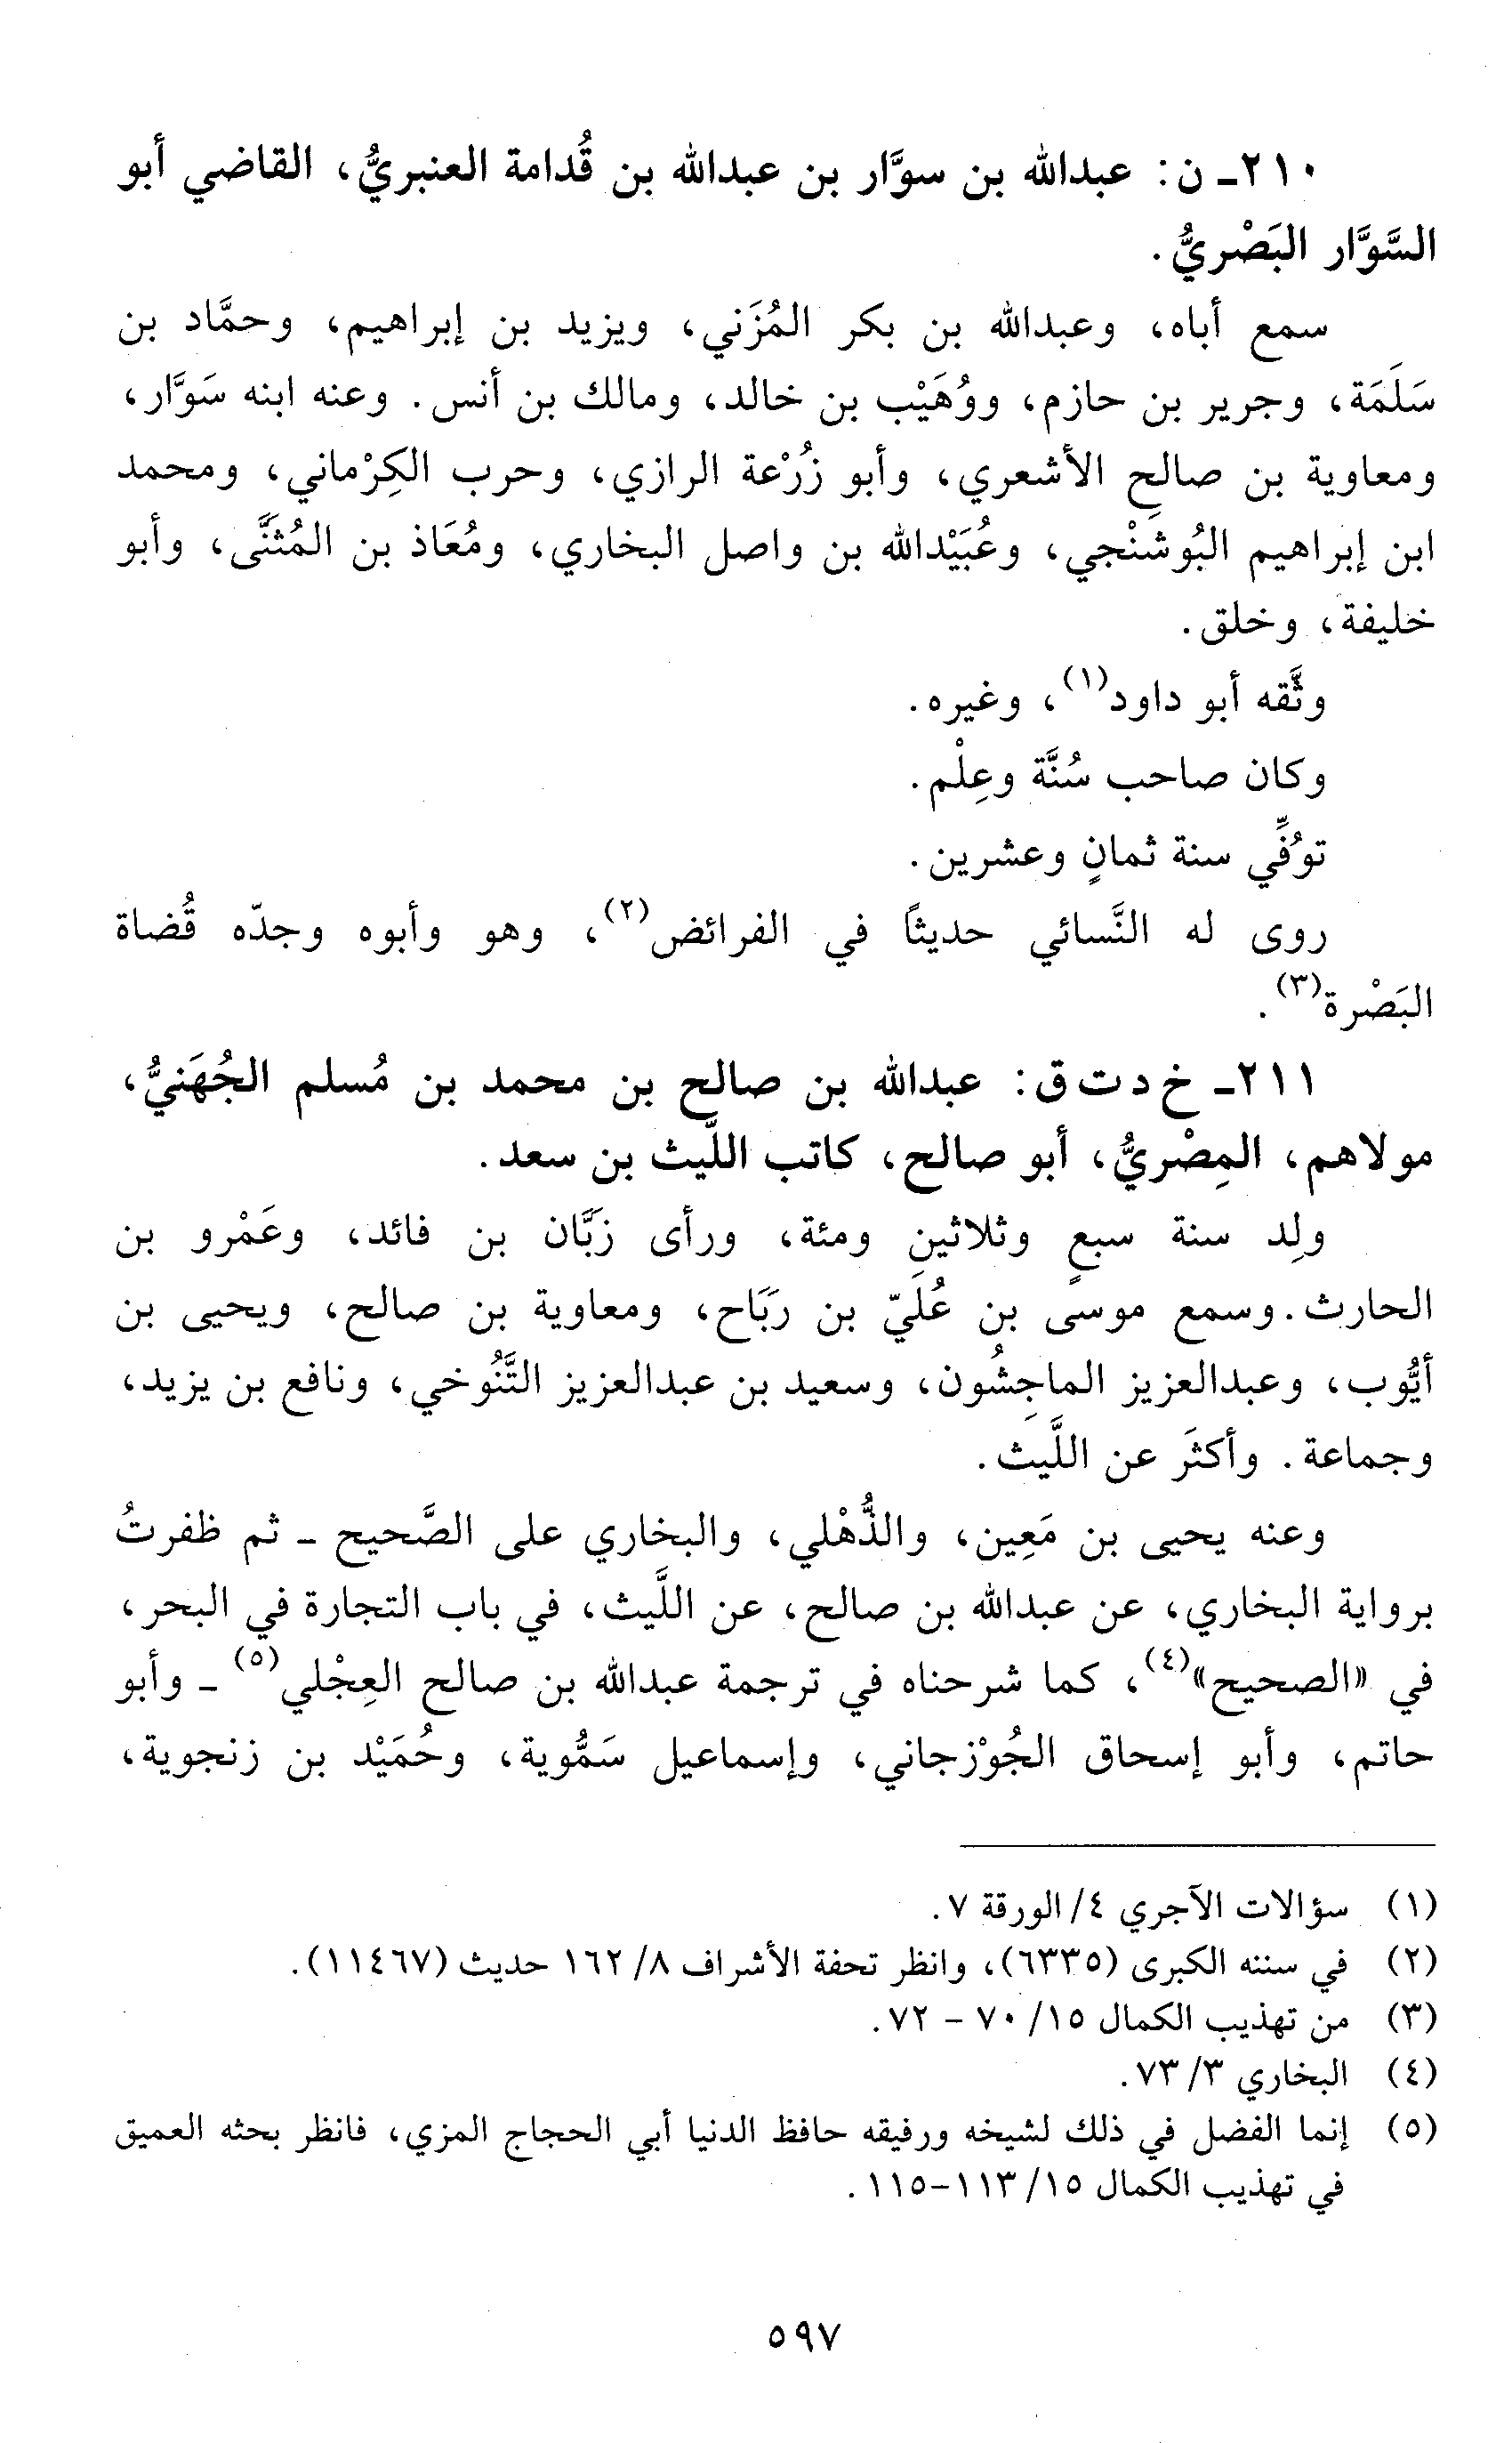 ٢١٠ـ ن: عبدالله بن سوَّار بن عبدالله بن قُدامة العنبريُّ، القاضي أبو
السَّوَّار البَصْريُّ.
سمع أباه، وعبدالله بن بكر المُزَني، ويزيد بن إبراهيم، وحمَّاد بن
سَلَمَة، وجرير بن حازم، ووُهَيْب بن خالد، ومالك بن أنس. وعنه ابنه سَوَّار،
ومعاوية بن صالحِ الأشعري، وأبو زُرْعة الرازي، وحرب الكِرْماني، ومحمد
ابن إبراهيم البُوشنْجي، وعُبَيْدالله بن واصل البخاري، ومُعَاذ بن المُثنَّى، وأبو
خليفة، وخلق.
وثَّقه أبو داود(١)، وغيره.
وكان صاحب سُنَّة وعِلْم.
توُفِّي سنة ثمانٍ وعشرين.
روى له النَّسائي حديثاً في الفرائض(٢)، وهو وأبوه وجدّه قُضاة
البَصْرة(٣).
٢١١ـ خ د ت ق: عبدالله بن صالح بن محمد بن مُسلم الجُهَنيُّ،
مولاهم، المِصْريُّ، أبو صالح، كاتب اللَّيث بن سعد.
ولِد سنة سبعٍ وثلاثين ومئة، ورأى زَبَّان بن فائد، وعَمْرو بن
الحارث. وسمع موسى بن عُلَيّ بن رَبَاح، ومعاوية بن صالح، ويحيى بن
أيُّوب، وعبدالعزيز الماجِشُون، وسعيد بن عبدالعزيز التَّنُوخي، ونافع بن يزيد،
وجماعة. وأكثَر عن اللَّيث.
وعنه يحيى بن مَعِين، والذُّهْلي، والبخاري على الصَّحيح ـ ثم ظفرتُ
برواية البخاري، عن عبدالله بن صالح، عن اللَّيث، في باب التجارة في البحر،
في «الصحيح»(٤)، كما شرحناه في ترجمة عبدالله بن صالح العِجْلي(٥) ـ وأبو
حاتم، وأبو إسحاق الجُوْزجاني، وإسماعيل سَمُّوية، وحُمَيْد بن زنجوية،
(١) سؤالات الآجري ٤/ الورقة ٧.
(٢) في سننه الكبرى (٦٣٣٥)، وانظر تحفة الأشراف ٨/ ١٦٢ حديث (١١٤٦٧).
(٣) من تهذيب الكمال ١٥/ ٧٠ - ٧٢.
(٤) البخاري ٣/ ٧٣.
(٥) إنما الفضل في ذلك لشيخه ورفيقه حافظ الدنيا أبي الحجاج المزي، فانظر بحثه العميق
في تهذيب الكمال ١٥/ ١١٣-١١٥.
٥٩٧